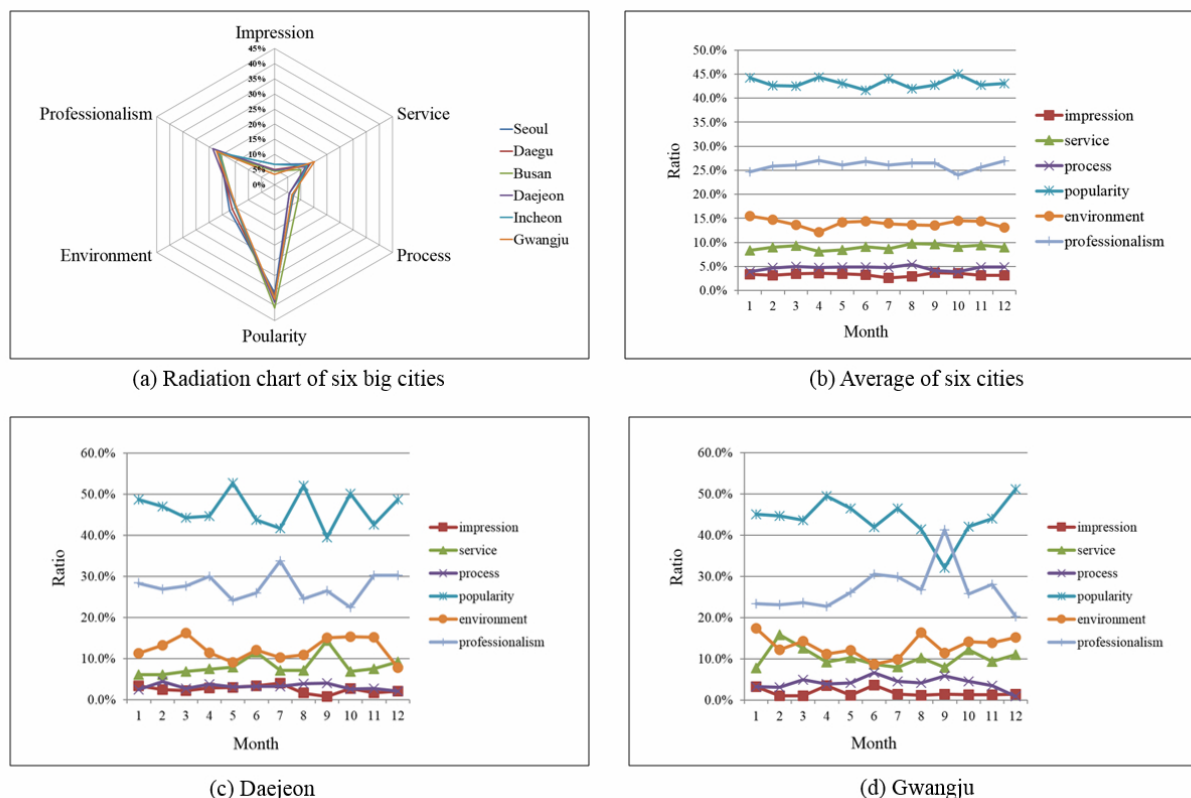 Impression
45%
40%
35%
30%
25%
20%
15%
10%
5%
0%
Professionalism
Service
Environment
Process
Poularity
Seoul
Daegu
Busan
Daejeon
Incheon
Gwangju
(a) Radiation chart of six big cities
50.0%
45.0%
40.0%
35.0%
30.0%
25.0%
20.0%
15.0%
10.0%
5.0%
0.0%
Ratio
1 2 3 4 5 6 7 8 9 10 11 12
Month
impression
service
process
popularity
environment
professionalism
(b) Average of six cities
60.0%
50.0%
40.0%
30.0%
20.0%
10.0%
0.0%
Ratio
1 2 3 4 5 6 7 8 9 10 11 12
Month
impression
service
process
popularity
environment
professionalism
(c) Daejeon
60.0%
50.0%
40.0%
30.0%
20.0%
10.0%
0.0%
Ratio
1 2 3 4 5 6 7 8 9 10 11 12
Month
impression
service
process
popularity
environment
professionalism
(d) Gwangju